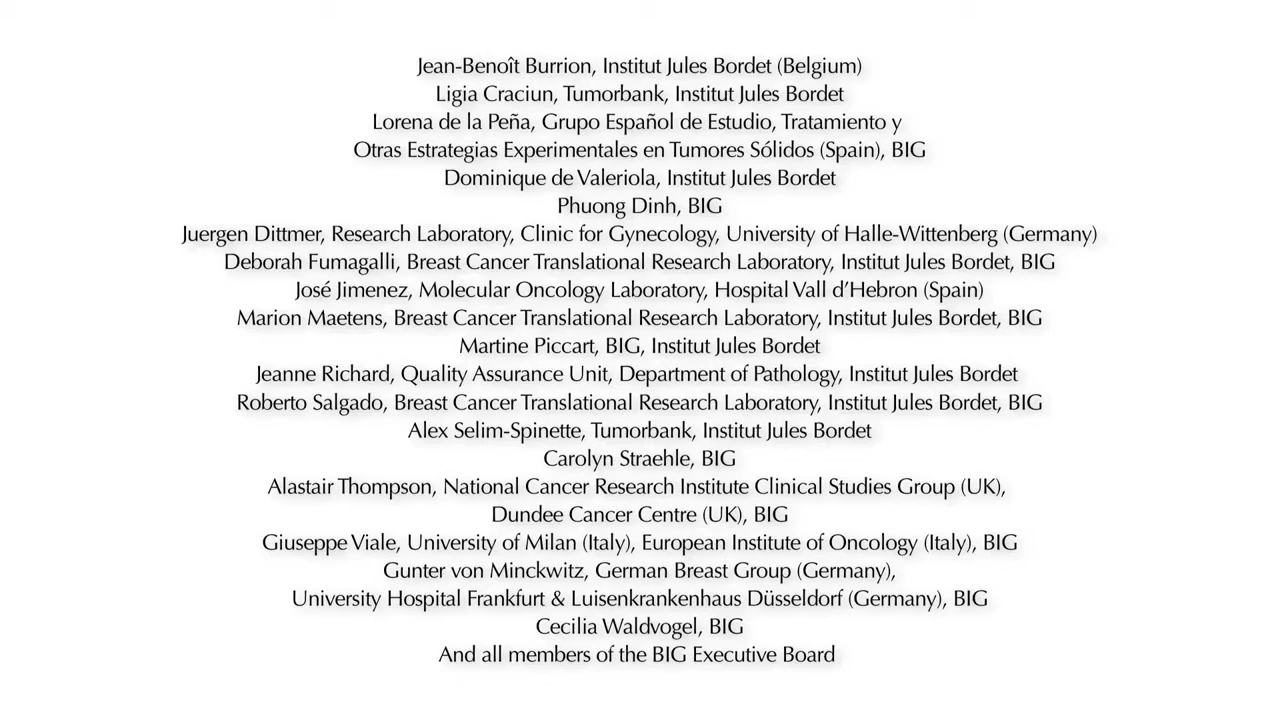 Jean-Benoît Burrion, Institut Jules Bordet (Belgium)
Ligia Craciun, Tumorbank, Institut Jules Bordet
Lorena de la Peña, Grupo Español de Estudio, Tratamiento y
Otras Estrategias Experimentales en Tumores Sólidos (Spain), BIG
Dominique de Valeriola, Institut Jules Bordet
Phuong Dinh, BIG
Juergen Dittmer, Research Laboratory, Clinic for Gynecology, University of Halle-Wittenberg (Germany)
Deborah Fumagalli, Breast Cancer Translational Research Laboratory, Institut Jules Bordet, BIG
José Jimenez, Molecular Oncology Laboratory, Hospital Vall d’Hebron (Spain)
Marion Maetens, Breast Cancer Translational Research Laboratory, Institut Jules Bordet, BIG
Martine Piccart, BIG, Institut Jules Bordet
Jeanne Richard, Quality Assurance Unit, Department of Pathology, Institut Jules Bordet
Roberto Salgado, Breast Cancer Translational Research Laboratory, Institut Jules Bordet, BIG
Alex Selim-Spinette, Tumorbank, Institut Jules Bordet
Carolyn Straehle, BIG
Alastair Thompson, National Cancer Research Institute Clinical Studies Group (UK),
Dundee Cancer Centre (UK), BIG
Giuseppe Viale, University of Milan (Italy), European Institute of Oncology (Italy), BIG
Gunter von Minckwitz, German Breast Group (Germany),
University Hospital Frankfurt & Luisenkrankenhaus Düsseldorf (Germany), BIG
Cecilia Waldvogel, BIG
And all members of the BIG Executive Board